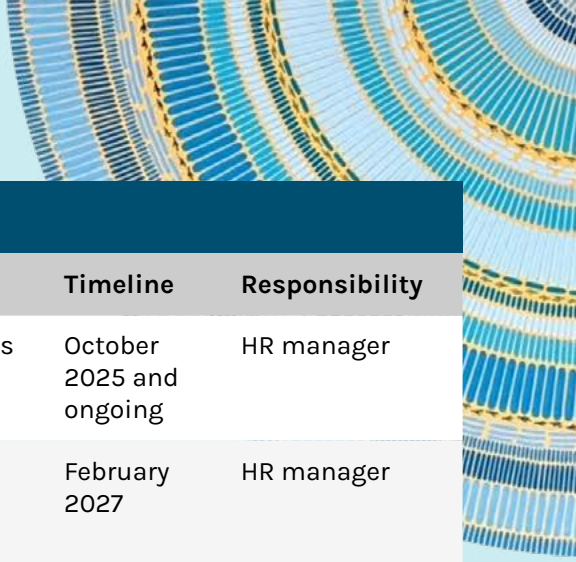 Timeline Responsibility
s October HR manager
2025 and
ongoing
February HR manager
2027